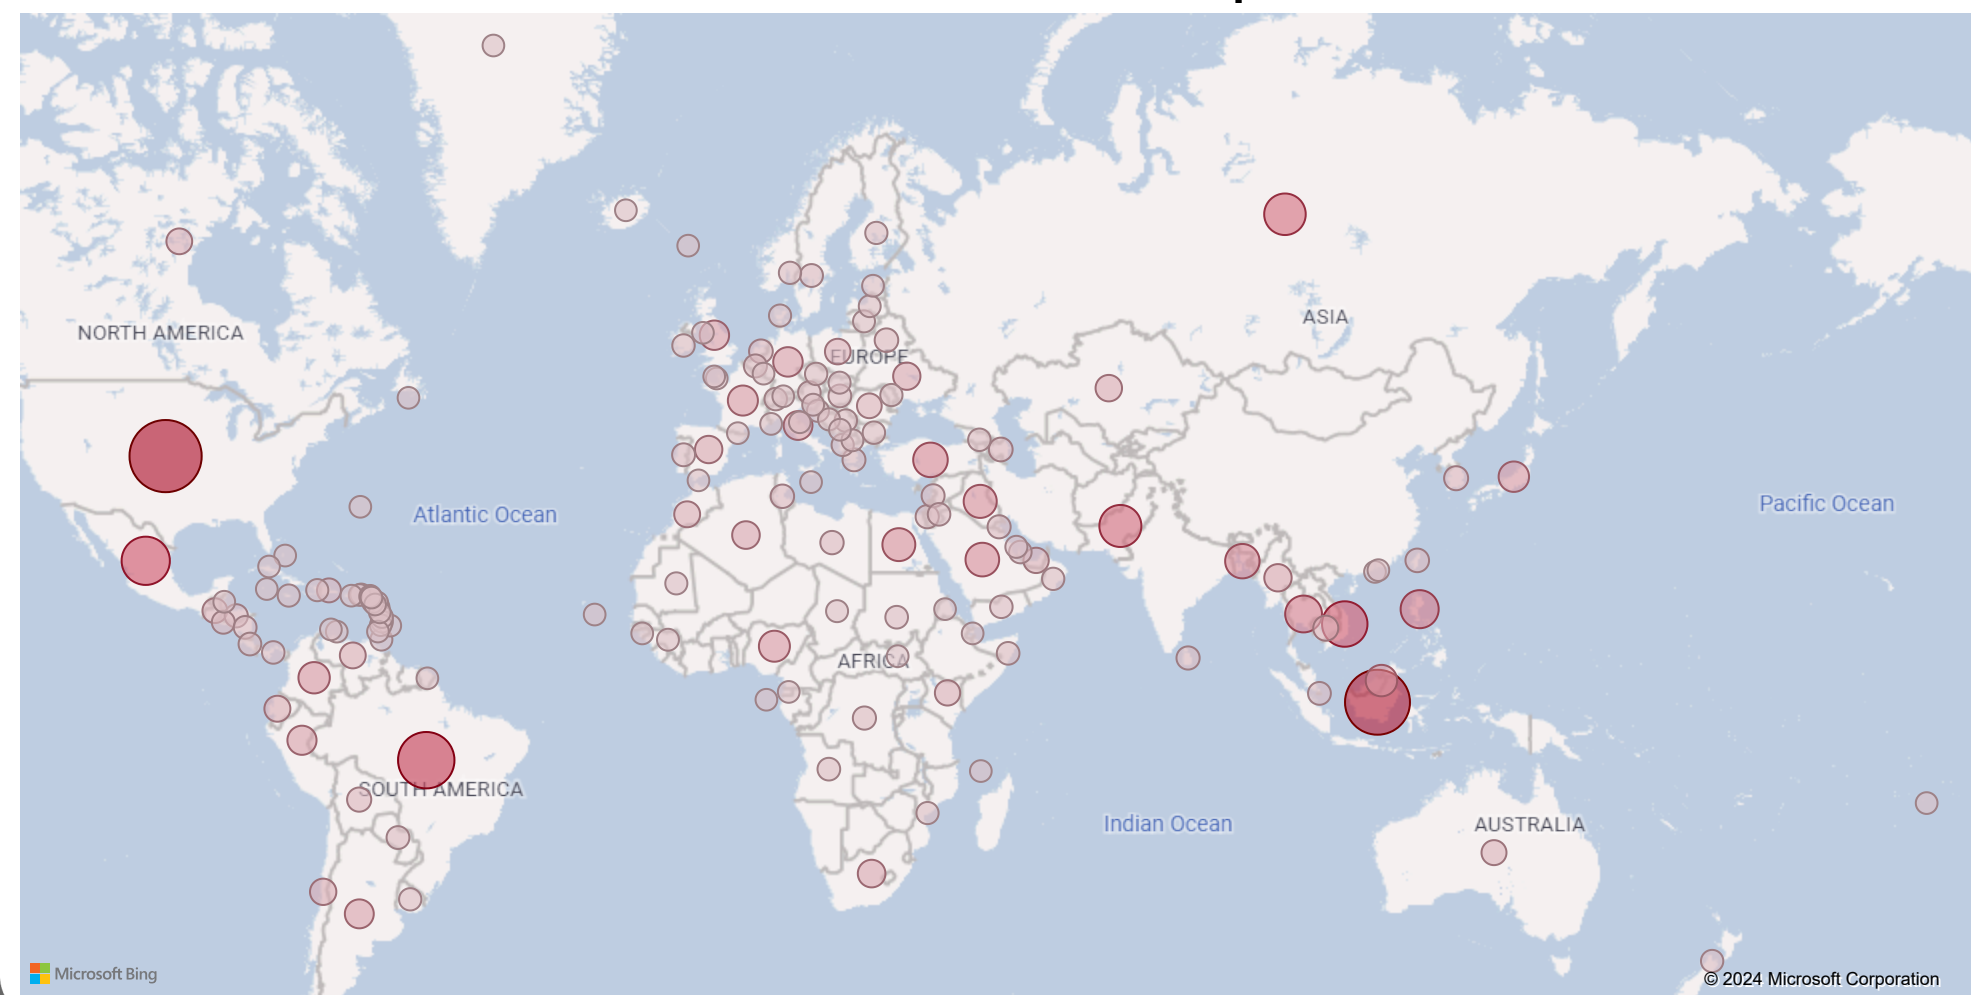 NORTH AMERICA
ASIA
EUROPE
Atlantic Ocean
Pacific Ocean
AFRICA
SOUTH AMERICA
Indian Ocean
AUSTRALIA
Microsoft Bing
© 2024 Microsoft Corporation